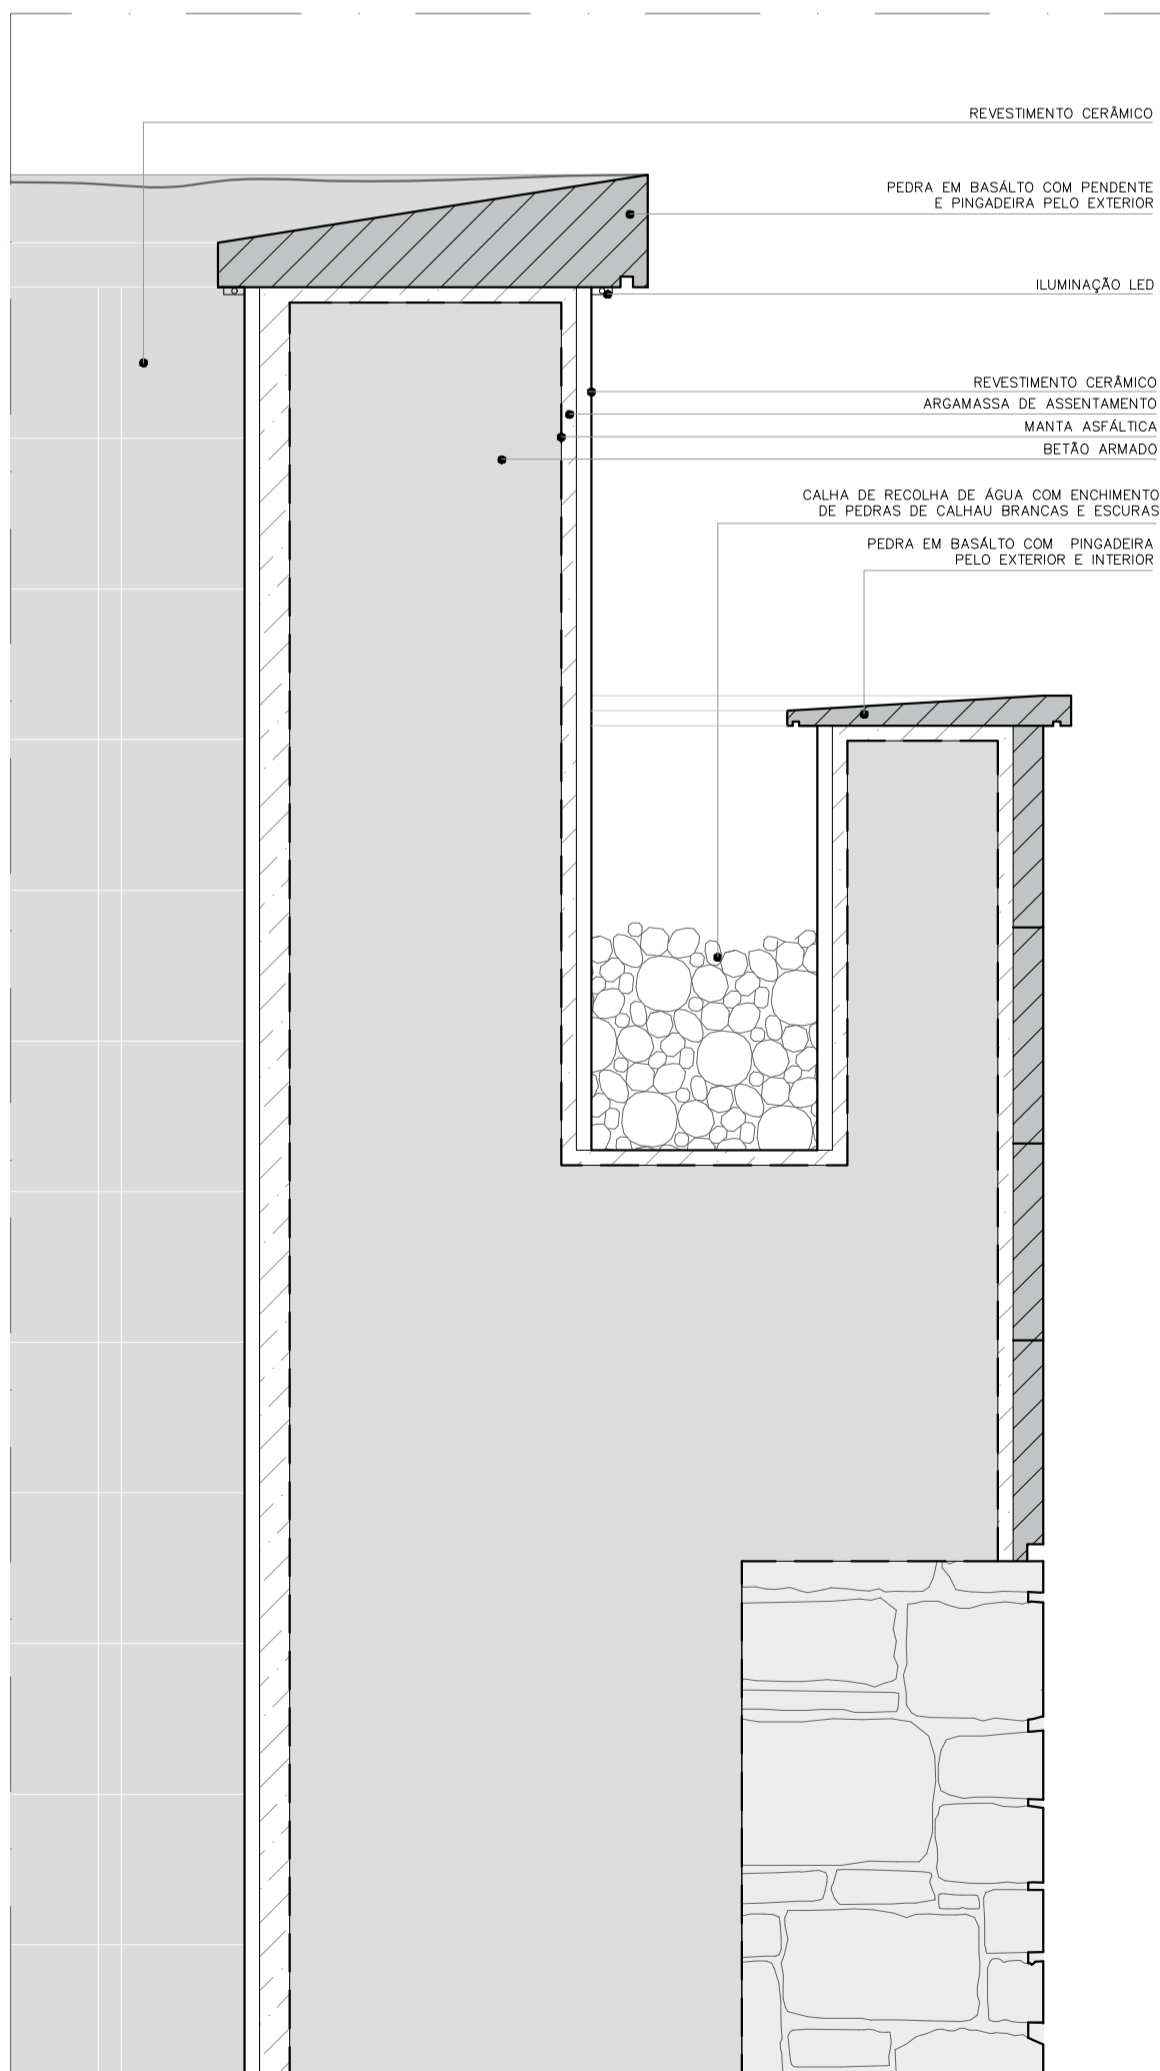 REVESTIMENTO CERÂMICO
PEDRA EM BASÁLTO COM PENDENTE
E PINGADEIRA PELO EXTERIOR
ILUMINAÇÃO LED
REVESTIMENTO CERÂMICO
ARGAMASSA DE ASSENTAMENTO
MANTA ASFÁLTICA
BETÃO ARMADO
CALHA DE RECOLHA DE ÁGUA COM ENCHIMENTO
DE PEDRAS DE CALHAU BRANCAS E ESCURAS
PEDRA EM BASÁLTO COM PINGADEIRA
PELO EXTERIOR E INTERIOR